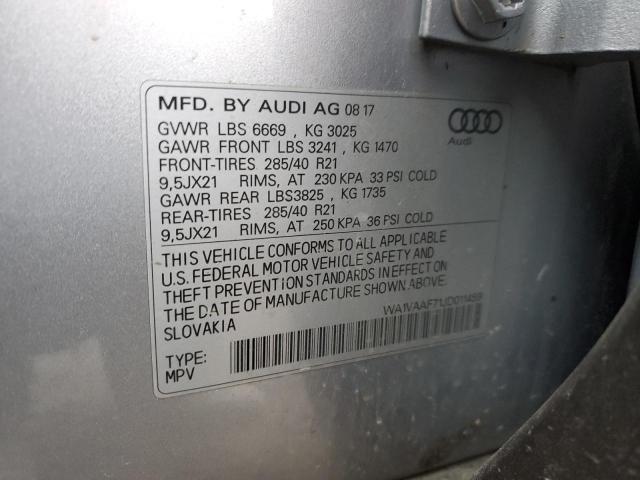 MFD. BY AUDI AG 08 17
GVWR LBS 6669 , KG 3025
GAWR FRONT LBS 3241 , KG 1470
FRONT-TIRES 285/40 R21
9,5JX21 RIMS, AT 230 KPA 33 PSI COLD
GAWR REAR LBS3825 , KG 1735
REAR-TIRES 285/40 R21
9,5JX21 RIMS, AT 250 KPA 36 PSI COLD
Audi
THIS VEHICLE CONFORMS TO ALL APPLICABLE
U.S. FEDERAL MOTOR VEHICLE SAFETY AND
THEFT PREVENTION STANDARDS IN EFFECT ON
THE DATE OF MANUFACTURE SHOWN ABOVE.
SLOVAKIA
WA1VAAF71JD011459
TYPE:
MPV